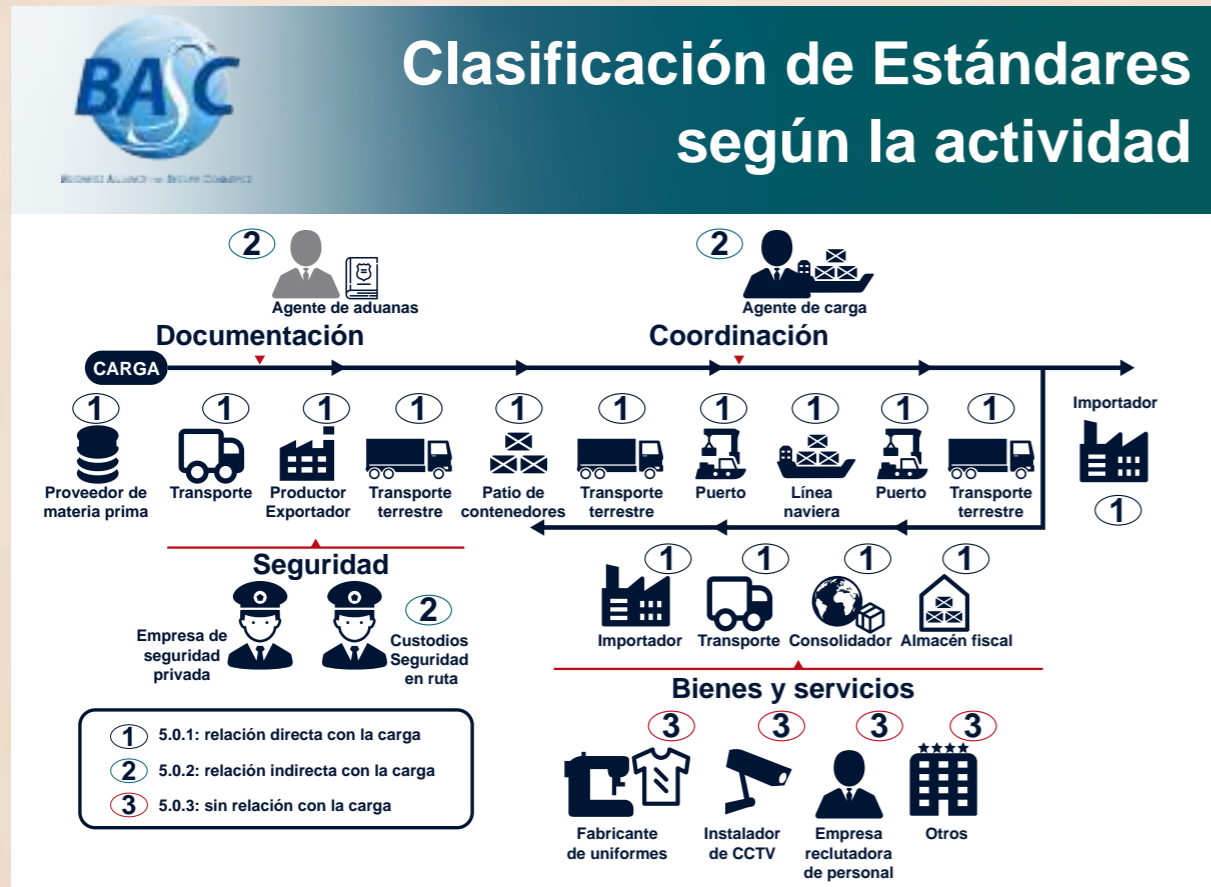 BASC
BUSINESS ALLIANCE FOR SECURE COMMERCE
Clasificación de Estándares
según la actividad
2
Agente de aduanas
2
Agente de carga
Documentación
Coordinación
CARGA
1
Proveedor de
materia prima
1
Transporte
1
Productor
Exportador
1
Transporte
terrestre
1
Patio de
contenedores
1
Transporte
terrestre
1
Puerto
1
Línea
naviera
1
Puerto
1
Transporte
terrestre
Importador
1
Seguridad
Empresa de
seguridad
privada
2
Custodios
Seguridad
en ruta
1
Importador
1
Transporte
1
Consolidador
1
Almacén fiscal
Bienes y servicios
3
Fabricante
de uniformes
3
Instalador
de CCTV
3
Empresa
reclutadora
de personal
3
Otros
1 5.0.1: relación directa con la carga
2 5.0.2: relación indirecta con la carga
3 5.0.3: sin relación con la carga